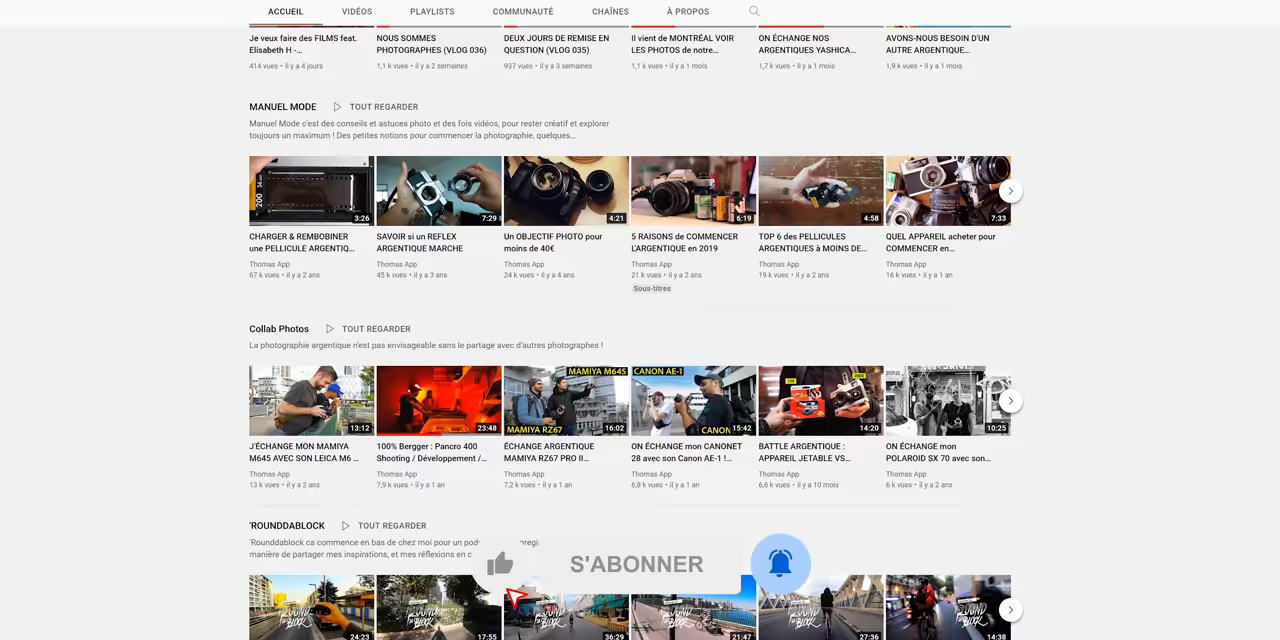 ACCUEIL VIDÉOS PLAYLISTS COMMUNAUTÉ CHAÎNES À PROPOS
Je veux faire des FILMS feat.
Elisabeth H -...
414 vues • il y a 4 jours
NOUS SOMMES
PHOTOGRAPHES (VLOG 036)
1,1 k vues • il y a 2 semaines
DEUX JOURS DE REMISE EN
QUESTION (VLOG 035)
937 vues • il y a 3 semaines
Il vient de MONTRÉAL VOIR
LES PHOTOS de notre...
1,1 k vues • il y a 1 mois
ON ÉCHANGE NOS
ARGENTIQUES YASHICA...
1,7 k vues • il y a 1 mois
AVONS-NOUS BESOIN D'UN
AUTRE ARGENTIQUE...
1,9 k vues • il y a 1 mois
MANUEL MODE TOUT REGARDER
Manuel Mode c'est des conseils et astuces photo et des fois vidéos, pour rester créatif et explorer
toujours un maximum ! Des petites notions pour commencer la photographie, quelques...
200
3:26
CHARGER & REMBOBINER
une PELLICULE ARGENTIQ...
Thomas App
67 k vues • il y a 2 ans
7:29
SAVOIR si un REFLEX
ARGENTIQUE MARCHE
Thomas App
45 k vues • il y a 3 ans
4:21
Un OBJECTIF PHOTO pour
moins de 40€
Thomas App
24 k vues • il y a 4 ans
6:19
5 RAISONS de COMMENCER
L'ARGENTIQUE en 2019
Thomas App
21 k vues • il y a 2 ans
Sous-titres
4:58
TOP 6 des PELLICULES
ARGENTIQUES à MOINS DE...
Thomas App
19 k vues • il y a 2 ans
7:33
QUEL APPAREIL acheter pour
COMMENCER en...
Thomas App
16 k vues • il y a 1 an
Collab Photos TOUT REGARDER
La photographie argentique n'est pas envisageable sans le partage avec d'autres photographes !
13:12
J'ÉCHANGE MON MAMIYA
M645 AVEC SON LEICA M6 ...
Thomas App
13 k vues • il y a 2 ans
23:48
100% Bergger : Pancro 400
Shooting / Développement /...
Thomas App
7,9 k vues • il y a 1 an
MAMIYA M645
MAMIYA RZ67
16:02
ÉCHANGE ARGENTIQUE
MAMIYA RZ67 PRO II...
Thomas App
7,2 k vues • il y a 1 an
CANON AE-1
CANON
15:42
ON ÉCHANGE mon CANONET
28 avec son Canon AE-1 !...
Thomas App
6,8 k vues • il y a 1 an
200€
14:20
BATTLE ARGENTIQUE :
APPAREIL JETABLE VS...
Thomas App
6,6 k vues • il y a 10 mois
10:25
ON ÉCHANGE mon
POLAROID SX 70 avec son...
Thomas App
6 k vues • il y a 2 ans
'ROUNDDABLOCK TOUT REGARDER
'Rounddablock ca commence en bas de chez moi pour un
manière de partager mes inspirations, et mes réflexions en
S'ABONNER
24:23
17:55
36:29
21:47
27:36
14:38